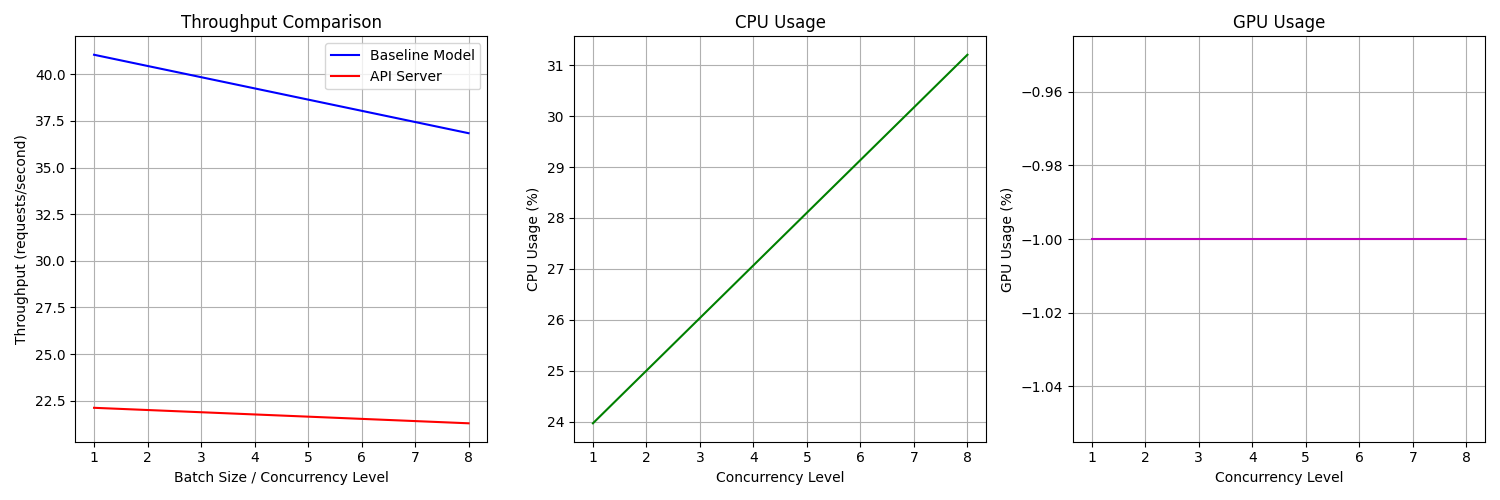 Throughput Comparison
Baseline Model
API Server
Throughput (requests/second)
40.0
37.5
35.0
32.5
30.0
27.5
25.0
22.5
1 2 3 4 5 6 7 8
Batch Size / Concurrency Level
CPU Usage
CPU Usage (%)
31
30
29
28
27
26
25
24
1 2 3 4 5 6 7 8
Concurrency Level
GPU Usage
GPU Usage (%)
−0.96
−0.98
−1.00
−1.02
−1.04
1 2 3 4 5 6 7 8
Concurrency Level